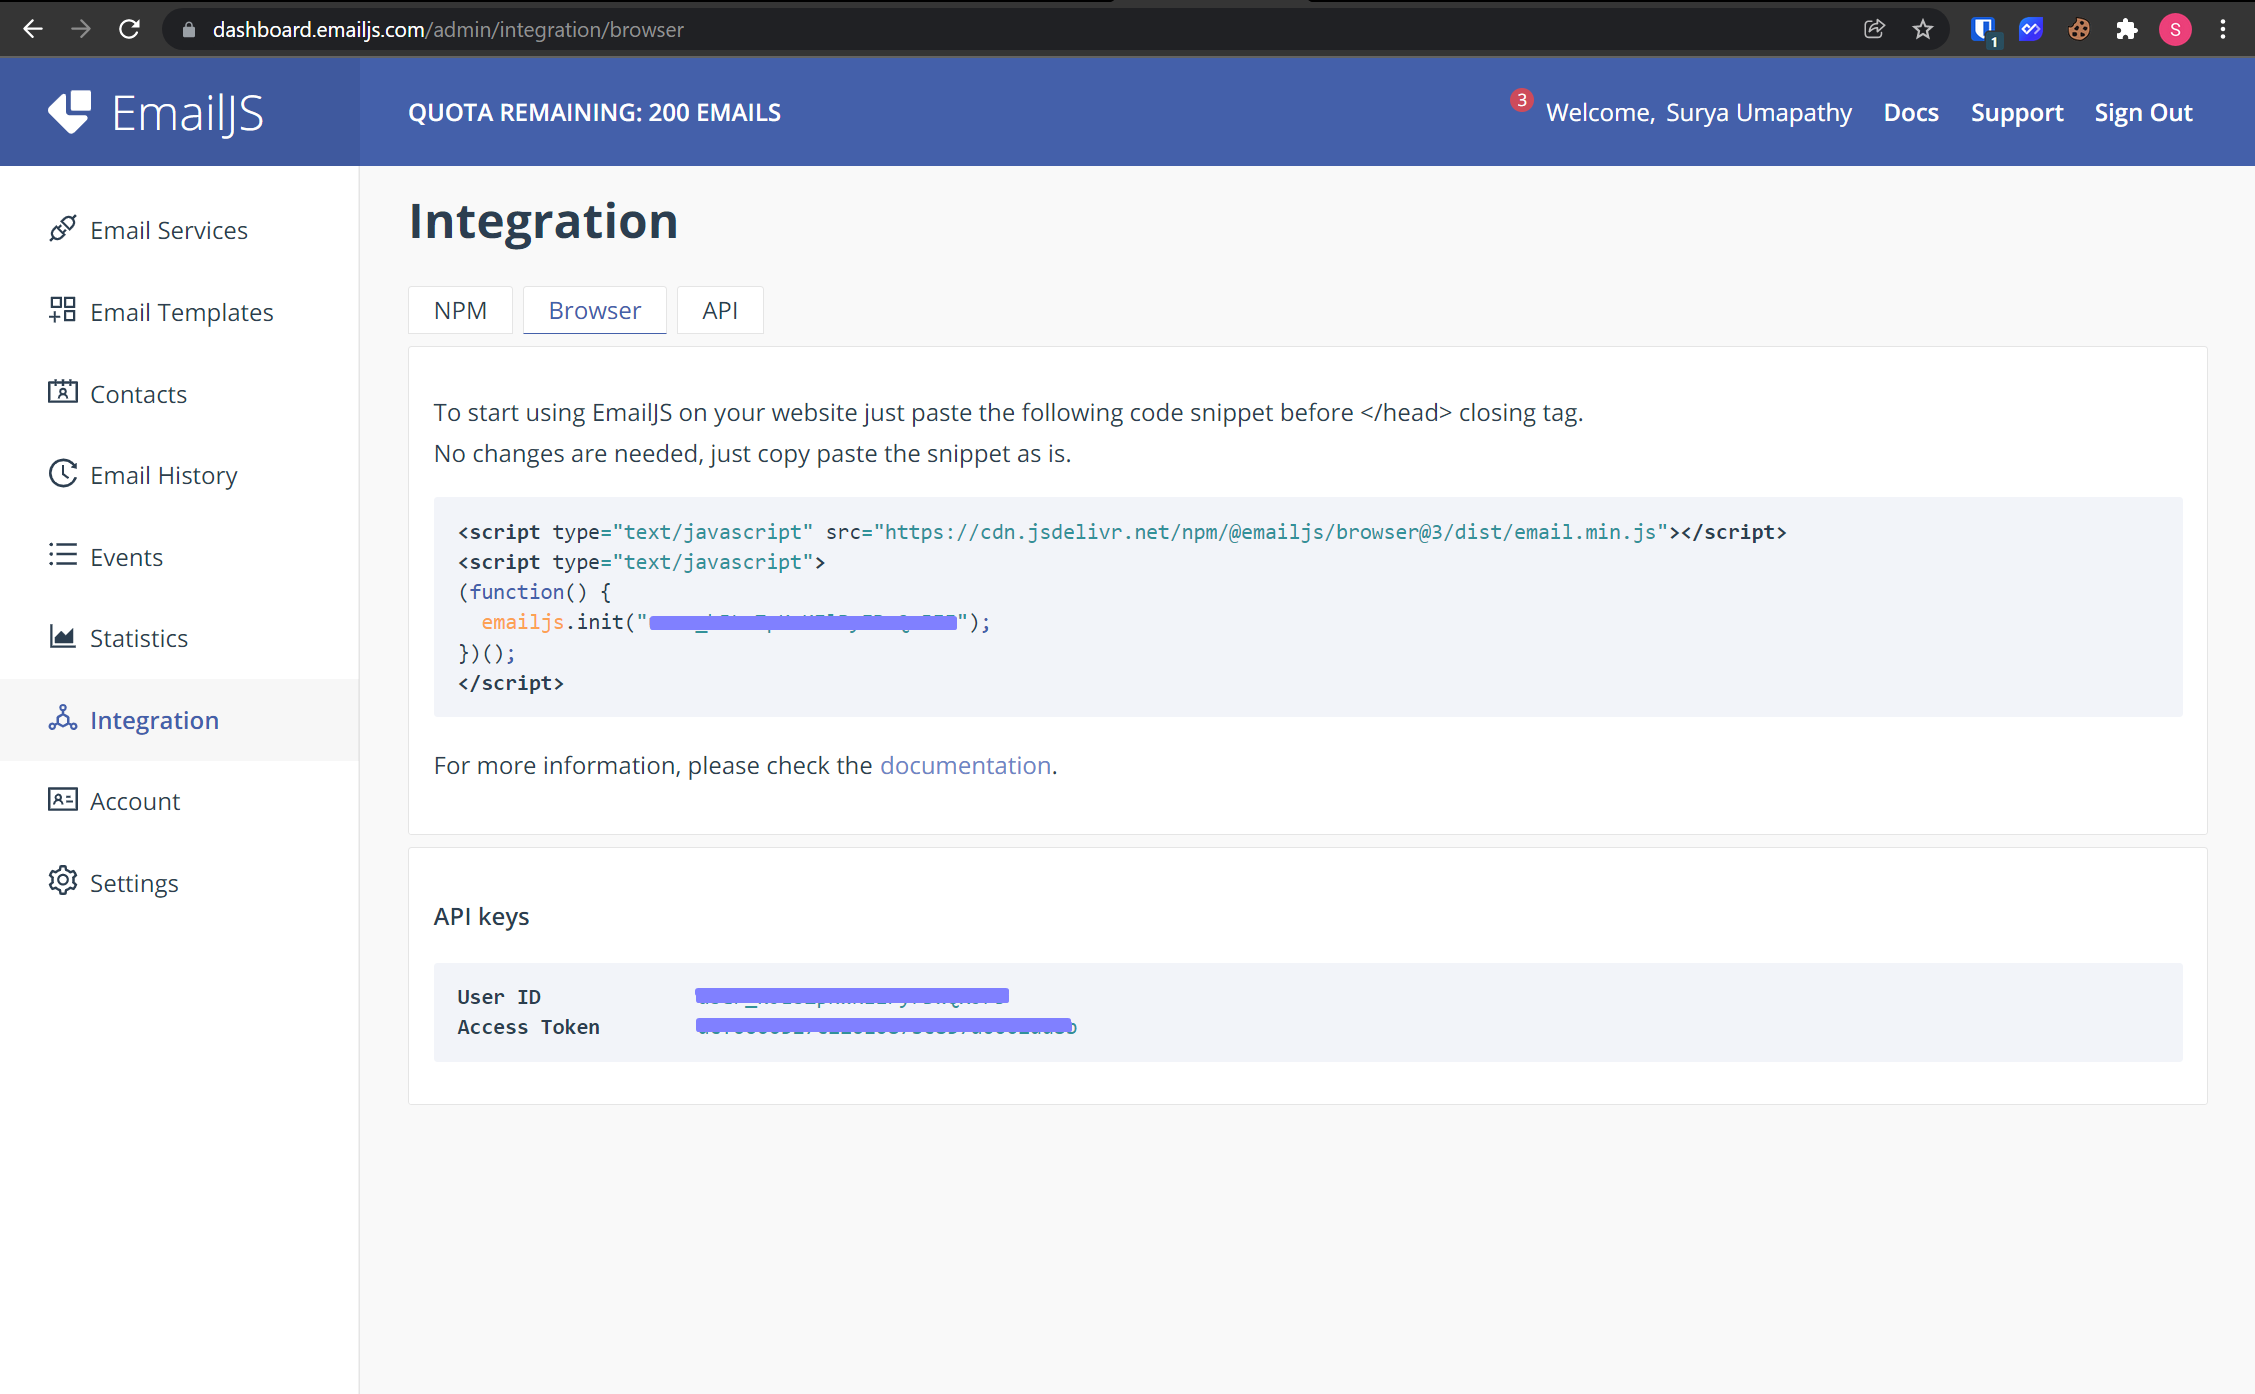 dashboard.emailjs.com/admin/integration/browser
1
S
EmailJS
QUOTA REMAINING: 200 EMAILS
3
Welcome, Surya Umapathy
Docs
Support
Sign Out
Email Services
Email Templates
Contacts
Email History
Events
Statistics
Integration
Account
Settings
Integration
NPM
Browser
API
To start using EmailJS on your website just paste the following code snippet before </head> closing tag.
No changes are needed, just copy paste the snippet as is.
<script type="text/javascript" src="https://cdn.jsdelivr.net/npm/@emailjs/browser@3/dist/email.min.js"></script>
<script type="text/javascript">
(function() {
emailjs.init("");
})();
</script>
For more information, please check the documentation.
API keys
User ID
Access Token